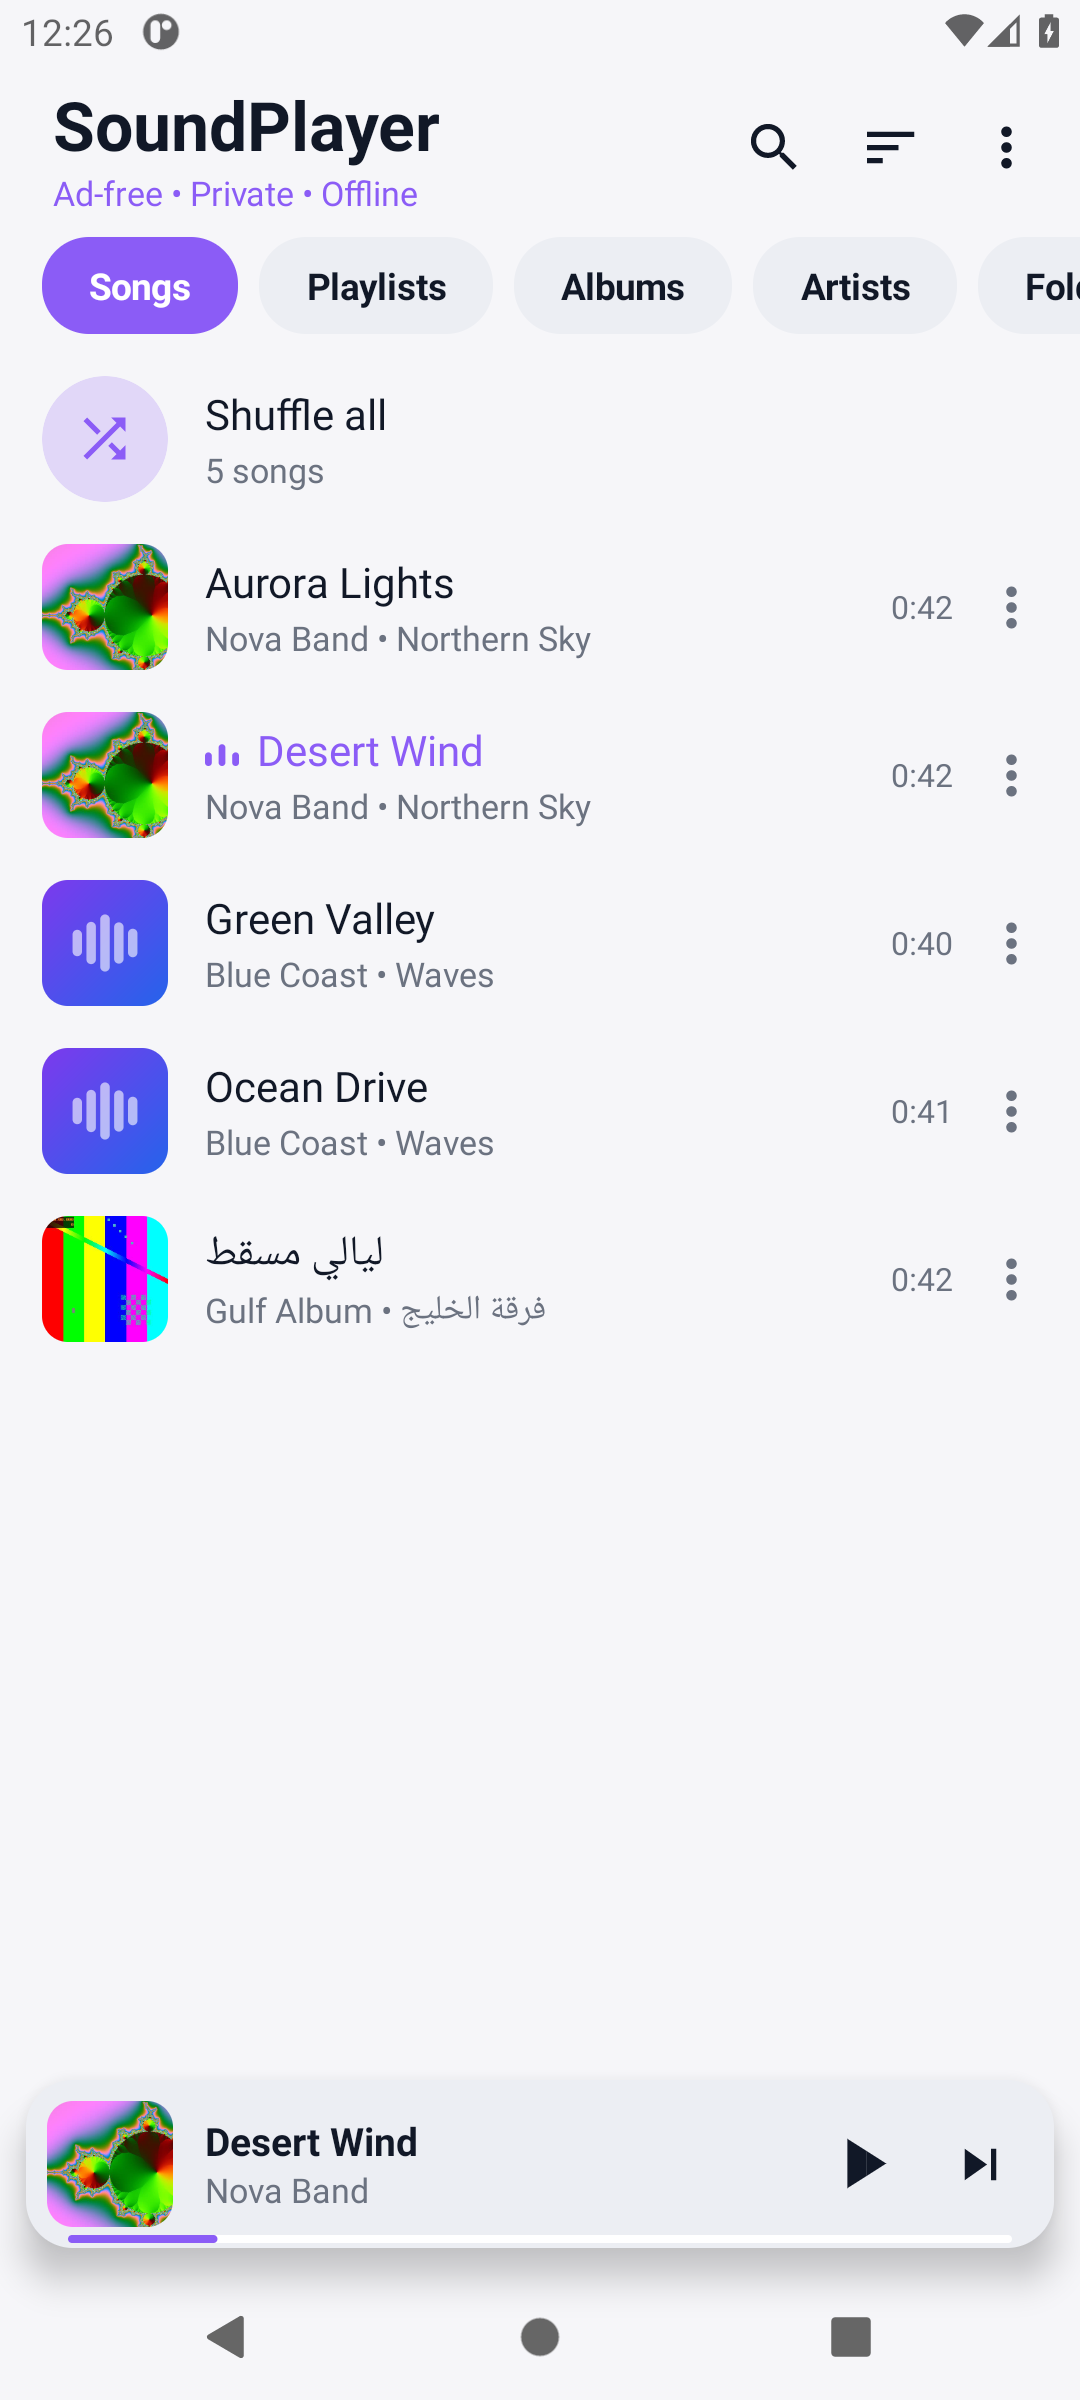 12:26
SoundPlayer
Ad-free • Private • Offline
Songs
Playlists
Albums
Artists
Shuffle all
5 songs
Aurora Lights
Nova Band • Northern Sky
0:42
Desert Wind
Nova Band • Northern Sky
0:42
Green Valley
Blue Coast • Waves
0:40
Ocean Drive
Blue Coast • Waves
0:41
ليالي مسقط
Gulf Album • فرقة الخليج
0:42
Desert Wind
Nova Band